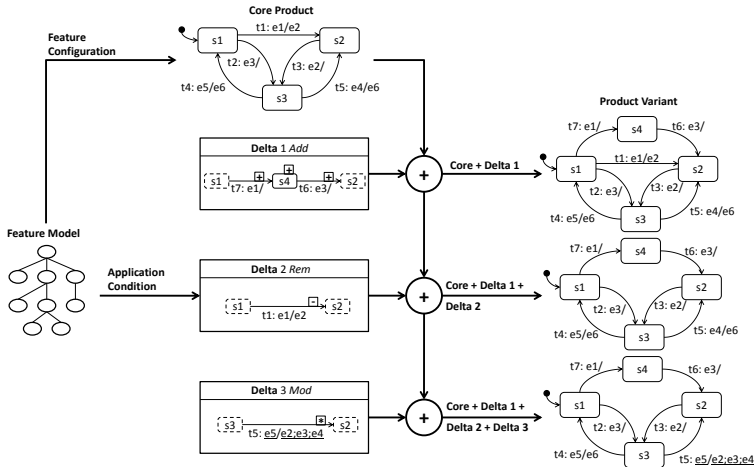 Core Product
Feature
Configuration
s1
t1: e1/e2
s2
t2: e3/
t3: e2/
t4: e5/e6
s3
t5: e4/e6
Product Variant
Delta 1 Add
s1
+
s4
+
+
s2
t7: e1/
t6: e3/
+
Core + Delta 1
t7: e1/
s4
t6: e3/
s1
t1: e1/e2
s2
t2: e3/
t3: e2/
t4: e5/e6
s3
t5: e4/e6
Feature Model
Application
Condition
Delta 2 Rem
s1
-
s2
t1: e1/e2
+
Core + Delta 1 +
Delta 2
t7: e1/
s4
t6: e3/
s1
s2
t2: e3/
t3: e2/
t4: e5/e6
s3
t5: e4/e6
Delta 3 Mod
s3
*
s2
t5: e5/e2;e3;e4
+
Core + Delta 1 +
Delta 2 + Delta 3
t7: e1/
s4
t6: e3/
s1
s2
t2: e3/
t3: e2/
t4: e5/e6
s3
t5: e5/e2;e3;e4